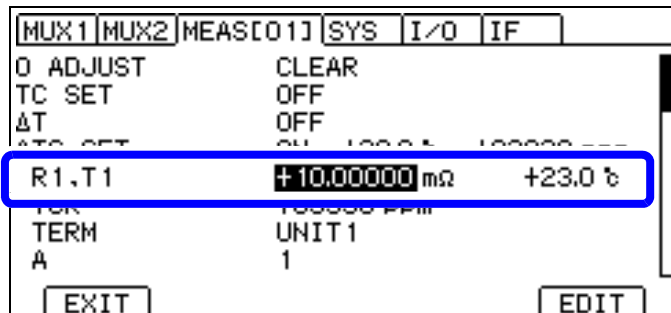 MUX1 MUX2 MEAS[01] SYS I/O IF
0 ADJUST CLEAR
TC SET OFF
ΔT OFF
R1,T1 +10.00000 mΩ +23.0 ℃
TERM UNIT1
A 1
EXIT EDIT